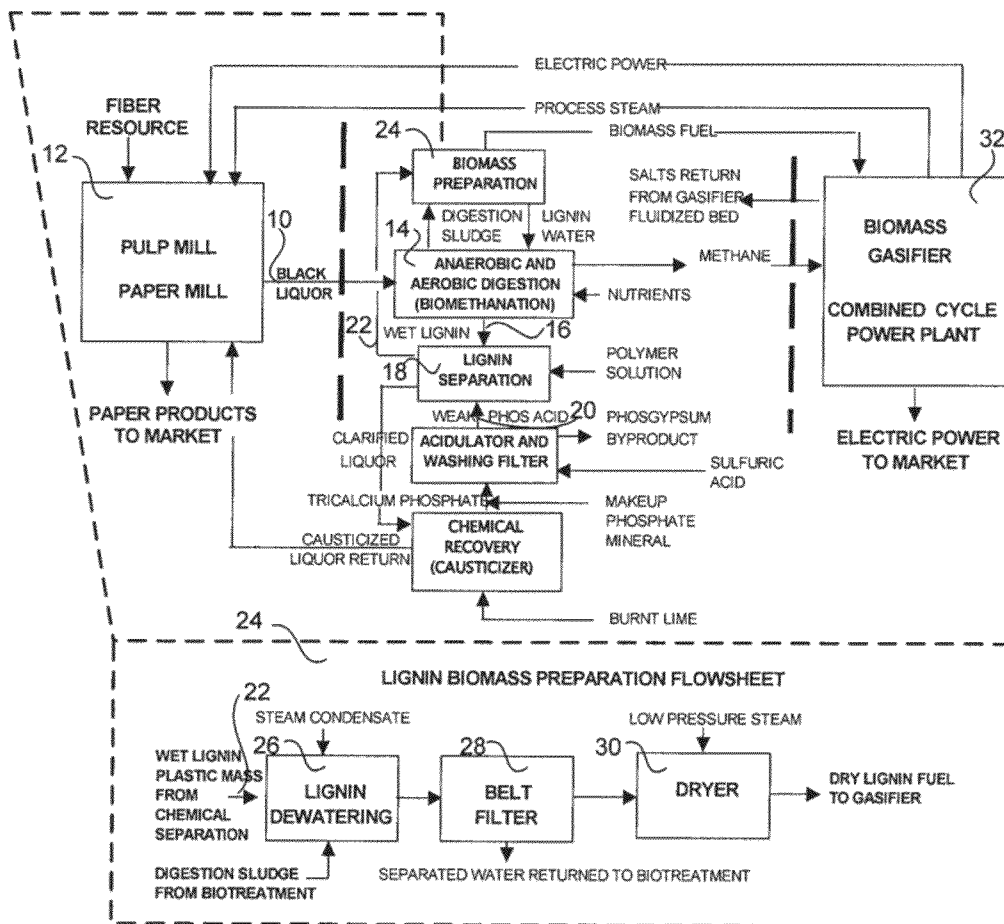 ELECTRIC POWER
PROCESS STEAM
FIBER
RESOURCE
12
24
BIOMASS FUEL
32
BIOMASS
PREPARATION
SALTS RETURN
FROM GASIFIER
FLUIDIZED BED
PULP MILL
PAPER MILL
10
BLACK
LIQUOR
14
DIGESTION
SLUDGE
LIGNIN
WATER
ANAEROBIC AND
AEROBIC DIGESTION
(BIOMETHANATION)
METHANE
NUTRIENTS
BIOMASS
GASIFIER
COMBINED CYCLE
POWER PLANT
22
WET LIGNIN
16
18
LIGNIN
SEPARATION
POLYMER
SOLUTION
PAPER PRODUCTS
TO MARKET
WEAK PHOS ACID
20
PHOSGYPSUM
BYPRODUCT
ELECTRIC POWER
TO MARKET
CLARIFIED
LIQUOR
ACIDULATOR AND
WASHING FILTER
SULFURIC
ACID
TRICALCIUM PHOSPHATE
MAKEUP
PHOSPHATE
MINERAL
CAUSTICIZED
LIQUOR RETURN
CHEMICAL
RECOVERY
(CAUSTICIZER)
BURNT LIME
24
LIGNIN BIOMASS PREPARATION FLOWSHEET
22
STEAM CONDENSATE
LOW PRESSURE STEAM
WET LIGNIN
PLASTIC MASS
FROM
CHEMICAL
SEPARATION
26
LIGNIN
DEWATERING
28
BELT
FILTER
30
DRYER
DRY LIGNIN FUEL
TO GASIFIER
DIGESTION SLUDGE
FROM BIOTREATMENT
SEPARATED WATER RETURNED TO BIOTREATMENT